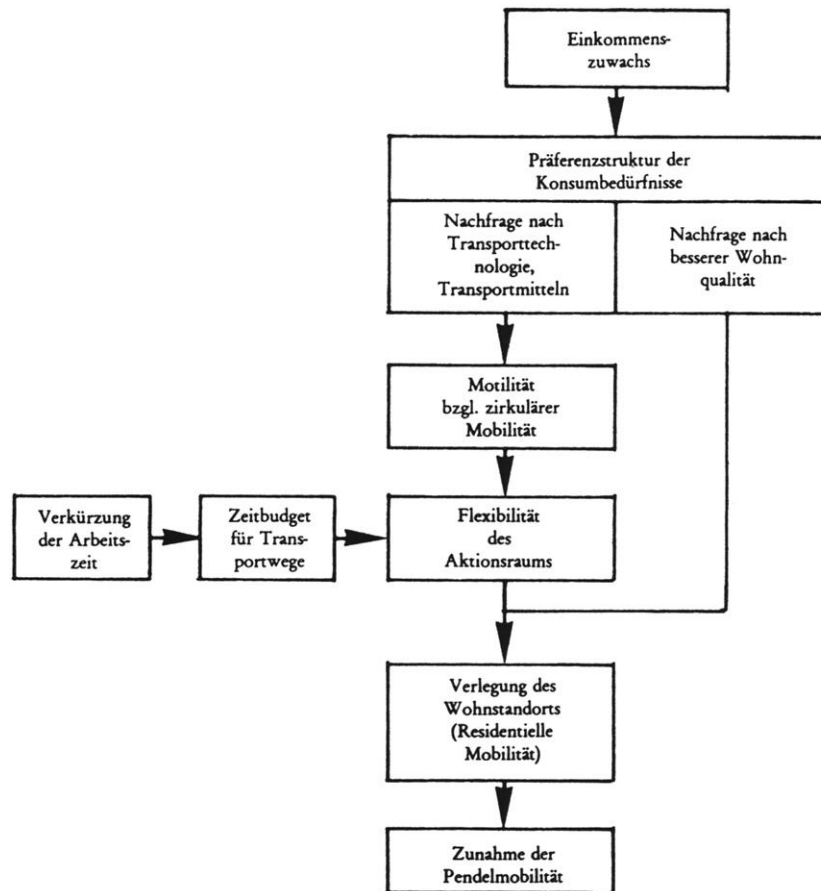 Einkommens-
zuwachs
Präferenzstruktur der
Konsumbedürfnisse
Nachfrage nach
Transporttech-
nologie,
Transportmitteln
Nachfrage nach
besserer Wohn-
qualität
Motilität
bzgl. zirkulärer
Mobilität
Verkürzung
der Arbeits-
zeit
Zeitbudget
für Trans-
portwege
Flexibilität
des
Aktionsraums
Verlegung des
Wohnstandorts
(Residentielle
Mobilität)
Zunahme der
Pendelmobilität